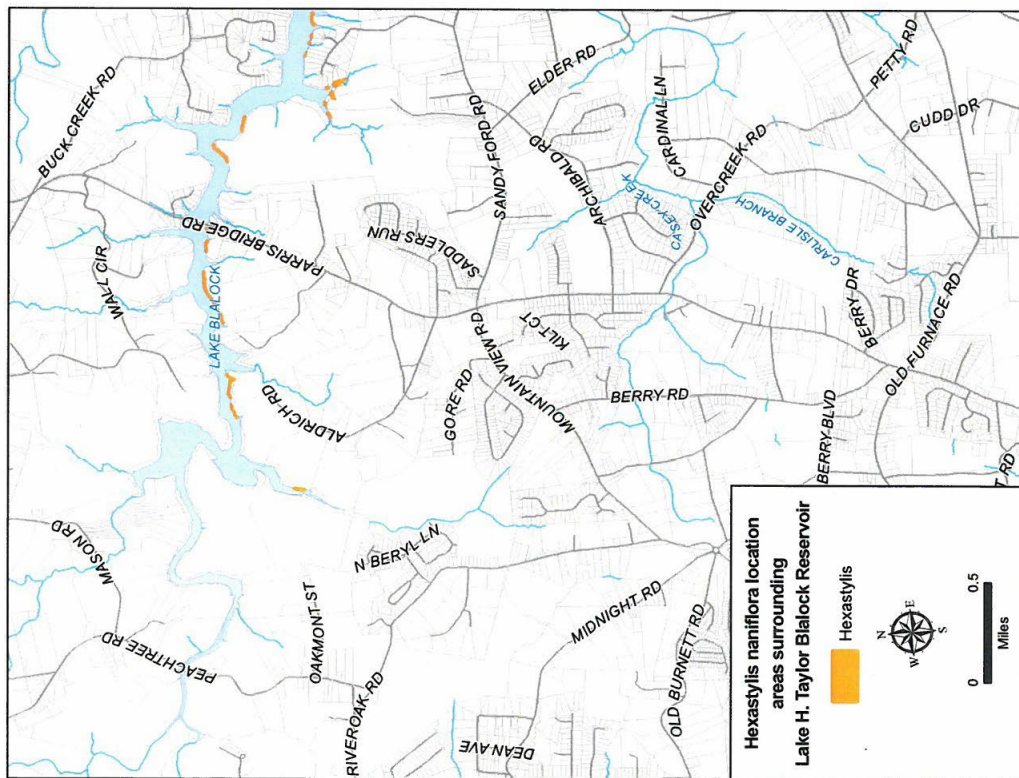 BUCK CREEK RD
WALL CIR
PARRIS BRIDGE RD
LAKE BLALOCK
MASON RD
PEACHTREE RD
ALDRICH RD
SADDLERS RUN
SANDY FORD RD
ELDER RD
ARCHIBALD RD
CARDINAL LN
CASEY CREEK
OVERCREEK RD
CARLISLE BRANCH
PETTY RD
CUDD DR
GORE RD
MOUNTAIN VIEW RD
KILT CT
BERRY RD
BERRY DR
OLD FURNACE RD
BERRY BLVD
N BERYL LN
OAKMONT ST
RIVEROAK RD
MIDNIGHT RD
OLD BURNETT RD
DEAN AVE
T RD
Hexastylis naniflora location
areas surrounding
Lake H. Taylor Blalock Reservoir
Hexastylis
N
W E
S
0 0.5
Miles